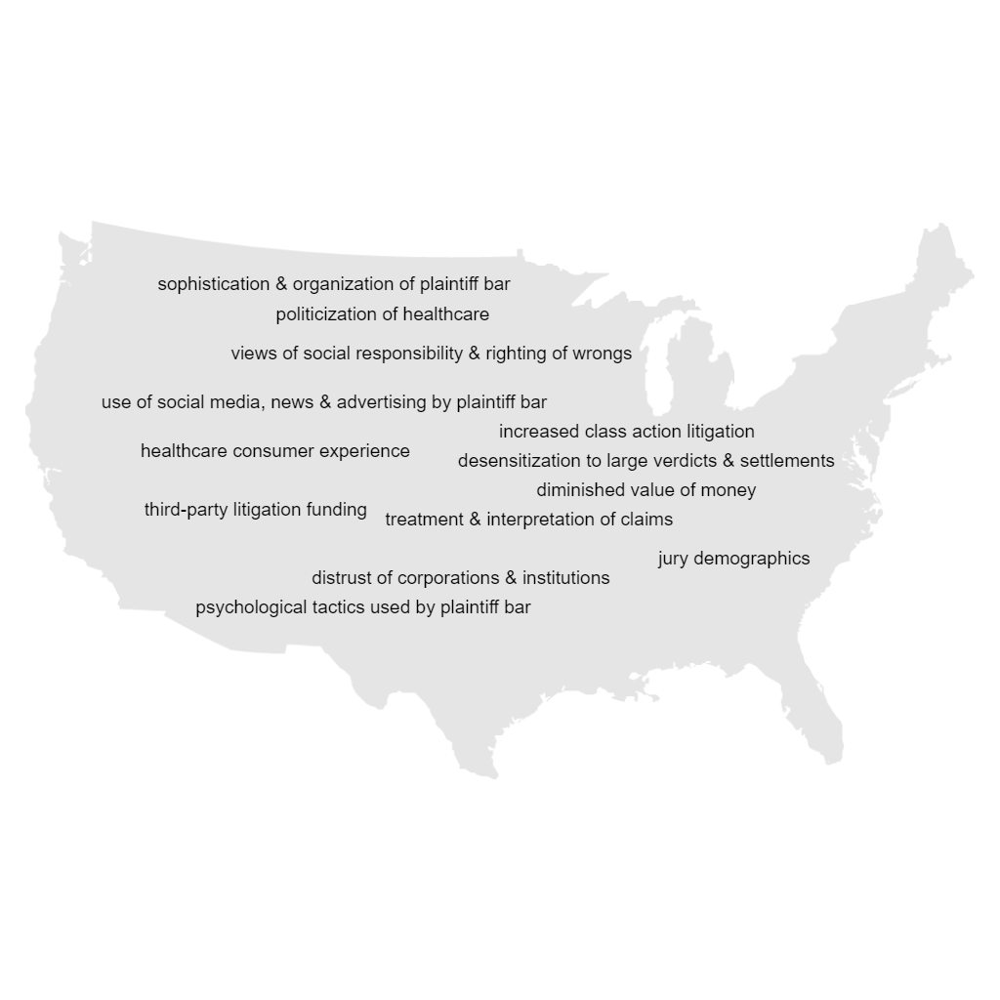 sophistication & organization of plaintiff bar
politicization of healthcare
views of social responsibility & righting of wrongs
use of social media, news & advertising by plaintiff bar
increased class action litigation
healthcare consumer experience
desensitization to large verdicts & settlements
diminished value of money
third-party litigation funding
treatment & interpretation of claims
jury demographics
distrust of corporations & institutions
psychological tactics used by plaintiff bar